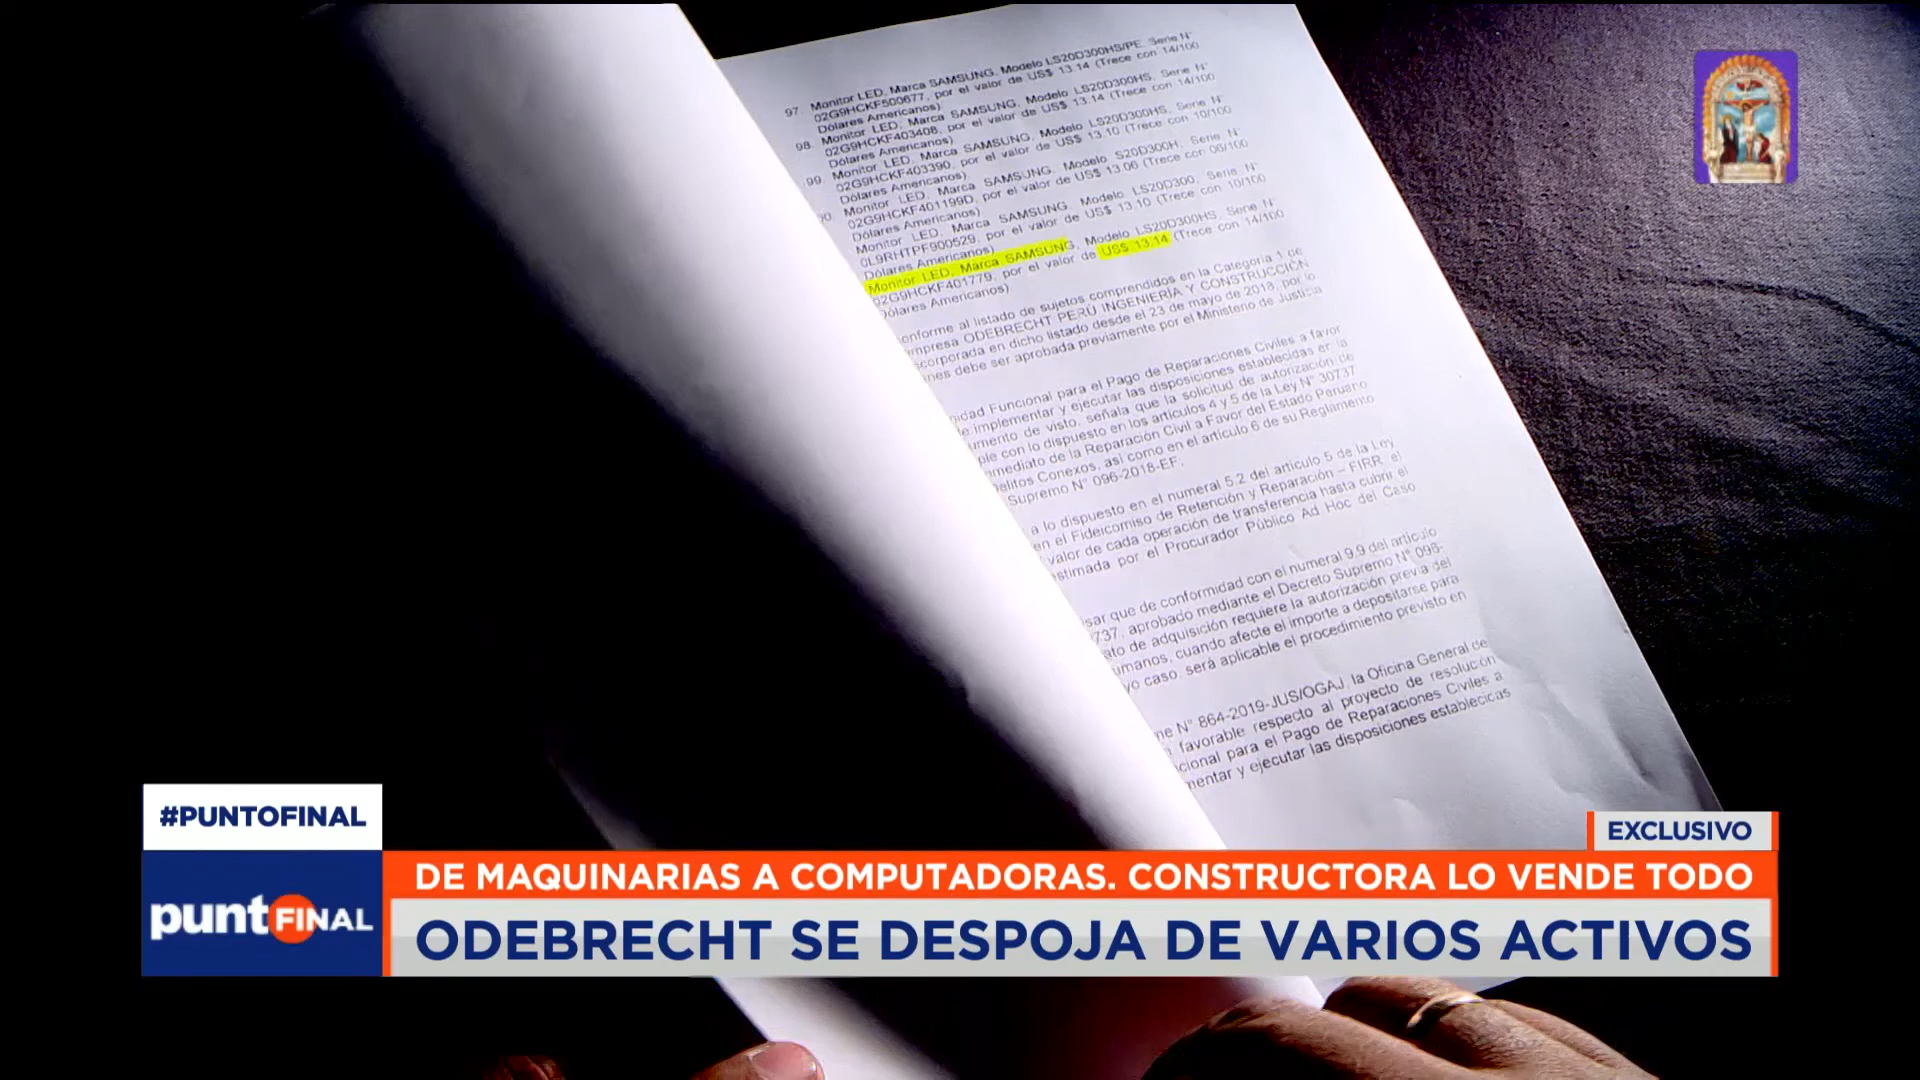 Monitor LED, Marca SAMSUNG, Modelo LS20D300HS/PE, Serie N°
97. 02G9HCKF500677, por el valor de US$ 13.14 (Trece con 14/100
Dólares Americanos)
98. Monitor LED, Marca SAMSUNG, Modelo LS20D300HS, Serie N°
02G9HCKF403408, por el valor de US$ 13.14 (Trece con 14/100
Dólares Americanos)
99. Monitor LED, Marca SAMSUNG, Modelo LS20D300HS, Serie N°
02G9HCKF403390, por el valor de US$ 13.10 (Trece con 10/100
Dólares Americanos)
Monitor LED, Marca SAMSUNG, Modelo S20D300H, Serie N°
02G9HCKF401199D, por el valor de US$ 13.06 (Trece con 06/100
Dólares Americanos)
Monitor LED, Marca SAMSUNG, Modelo LS20D300, Serie N°
0L9RHTPF900529, por el valor de US$ 13.10 (Trece con 10/100
Dólares Americanos)
Monitor LED, Marca SAMSUNG, Modelo LS20D300HS, Serie N°
02G9HCKF401779, por el valor de US$ 13.14 (Trece con 14/100
Dólares Americanos)
onforme al listado de sujetos comprendidos en la Categoría 1 de
mpresa ODEBRECHT PERÚ INGENIERÍA Y CONSTRUCCIÓN
corporada en dicho listado desde el 23 de mayo de 2018, por lo
nes debe ser aprobada previamente por el Ministerio de Justicia
nidad Funcional para el Pago de Reparaciones Civiles a favor
e implementar y ejecutar las disposiciones establecidas en la
umento de visto, señala que la solicitud de autorización de
ple con lo dispuesto en los artículos 4 y 5 de la Ley N° 30737
mediato de la Reparación Civil a Favor del Estado Peruano
elitos Conexos, así como en el artículo 6 de su Reglamento
Supremo N° 096-2018-EF.
a lo dispuesto en el numeral 5.2 del artículo 5 de la Ley
en el Fideicomiso de Retención y Reparación – FIRR, el
valor de cada operación de transferencia hasta cubrir el
stimada por el Procurador Público Ad Hoc del Caso
sar que de conformidad con el numeral 9.9 del artículo
737, aprobado mediante el Decreto Supremo N° 096-
ato de adquisición requiere la autorización previa del
umanos, cuando afecte el importe a depositarse para
yo caso, será aplicable el procedimiento previsto en
me N° 864-2019-JUS/OGAJ, la Oficina General de
favorable respecto al proyecto de resolución
cional para el Pago de Reparaciones Civiles a
mentar y ejecutar las disposiciones establecidas
#PUNTOFINAL
EXCLUSIVO
DE MAQUINARIAS A COMPUTADORAS. CONSTRUCTORA LO VENDE TODO
punt FINAL
ODEBRECHT SE DESPOJA DE VARIOS ACTIVOS